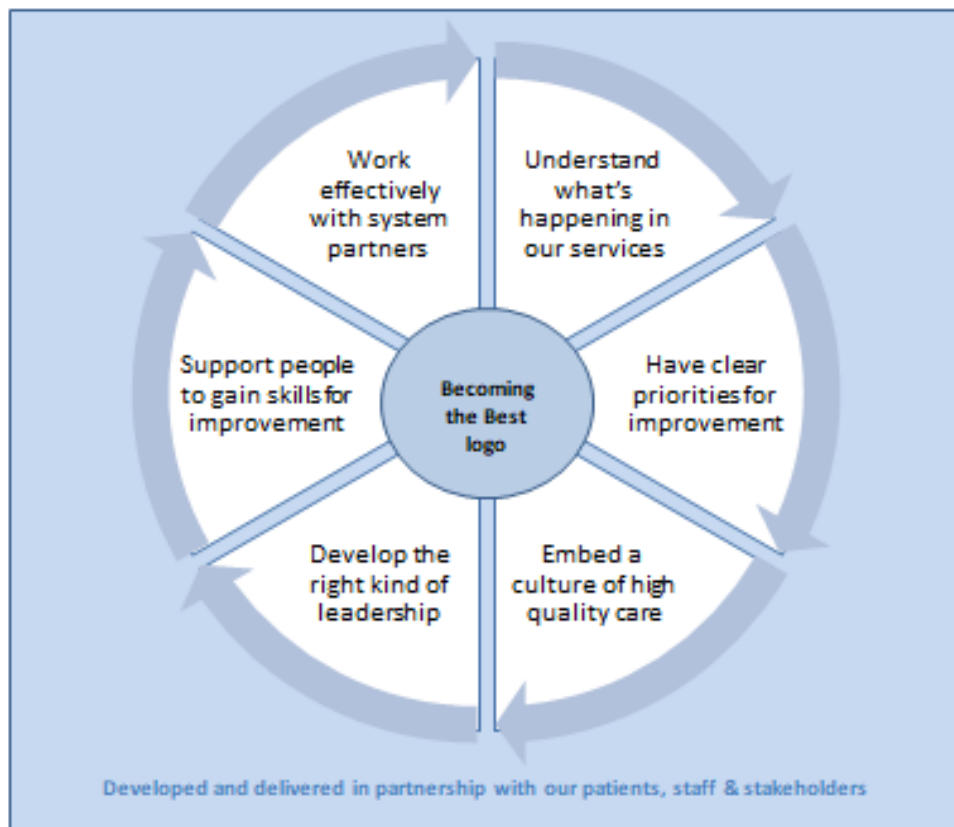 Work
effectively
with system
partners
Understand
what's
happening in
our services
Have clear
priorities for
improvement
Embed a
culture of high
quality care
Develop the
right kind of
leadership
Support people
to gain skills for
improvement
Becoming
the Best
logo
Developed and delivered in partnership with our patients, staff & stakeholders